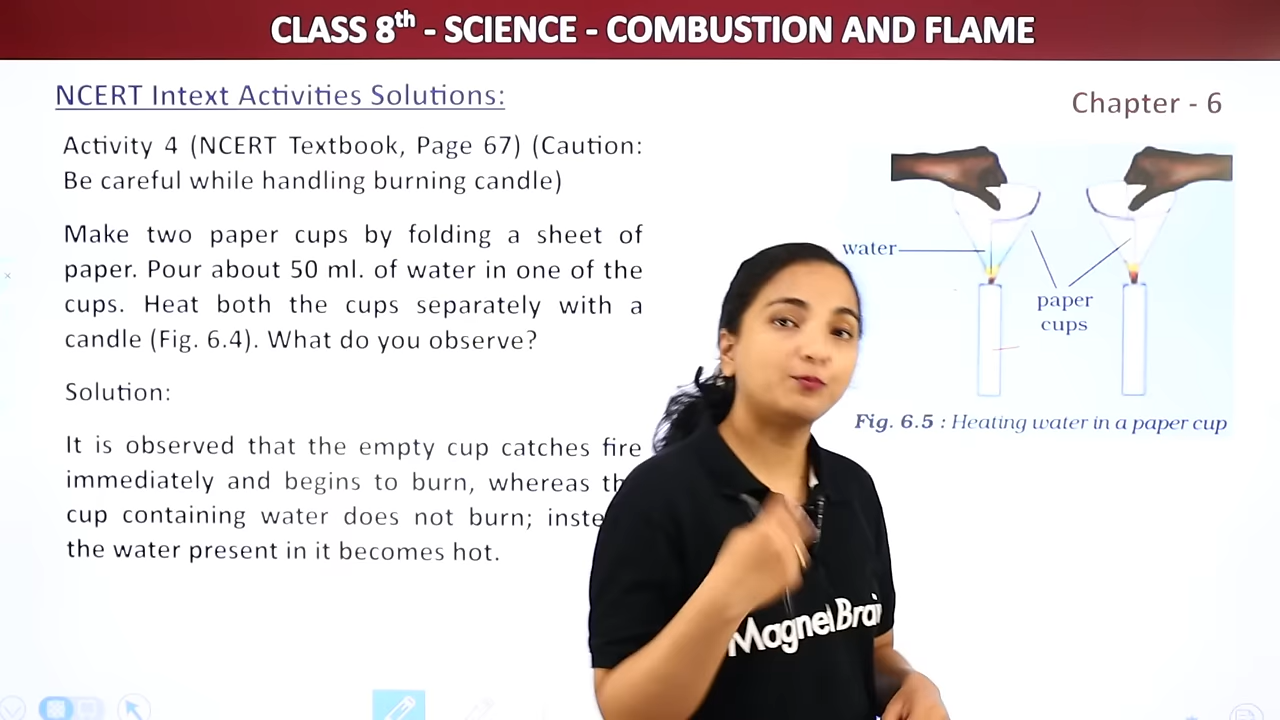 CLASS 8th - SCIENCE - COMBUSTION AND FLAME
NCERT Intext Activities Solutions:
Chapter - 6
Activity 4 (NCERT Textbook, Page 67) (Caution:
Be careful while handling burning candle)
Make two paper cups by folding a sheet of
paper. Pour about 50 ml. of water in one of the
cups. Heat both the cups separately with a
candle (Fig. 6.4). What do you observe?
Solution:
It is observed that the empty cup catches fire
immediately and begins to burn, whereas
cup containing water does not burn;
the water present in it becomes hot.
water
paper
cups
Fig. 6.5 : Heating water in a paper cup
MagnetBrai